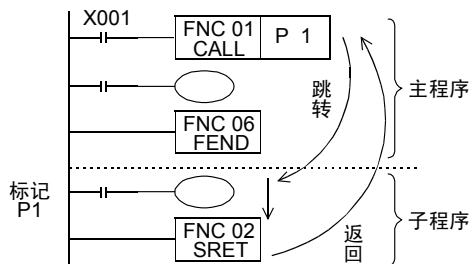 X001
FNC 01 P 1
CALL
跳转
主程序
FNC 06
FEND
标记
P1
子程序
FNC 02
SRET
返回